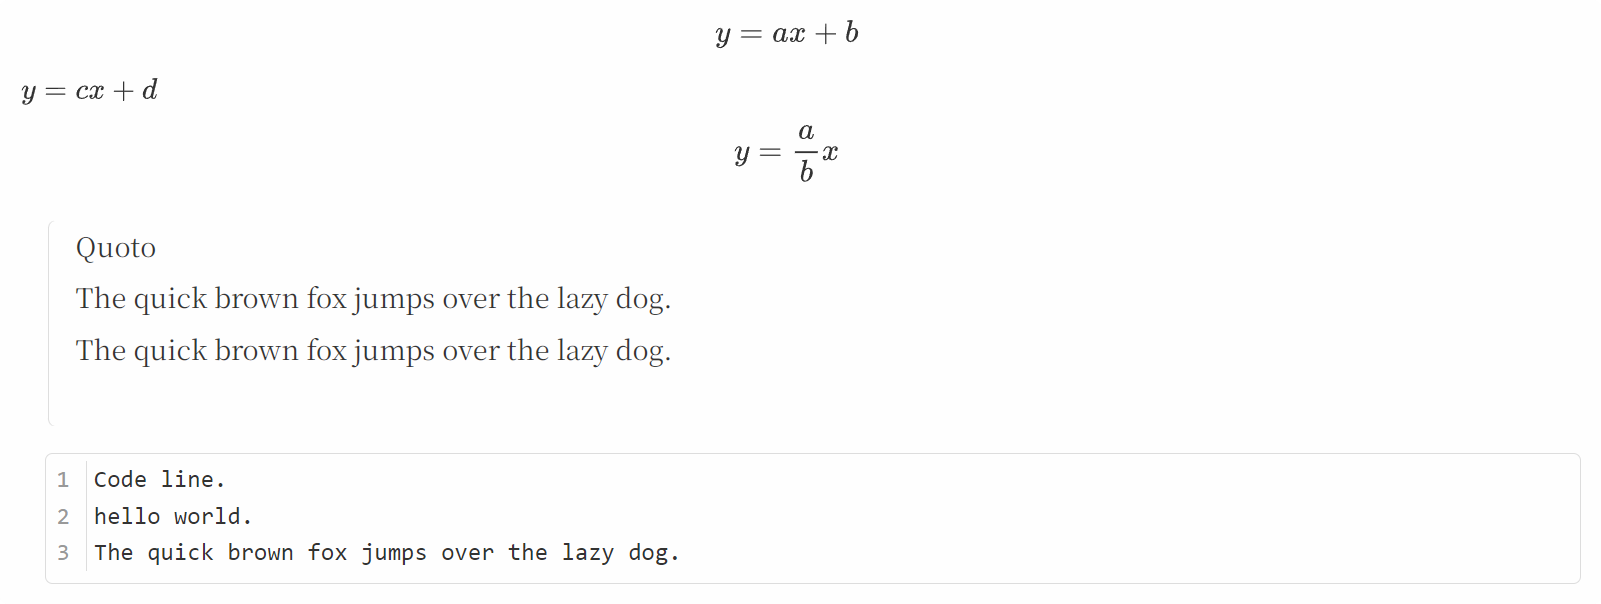 y = ax + b
y = cx + d
y = \frac{a}{b}x
Quoto
The quick brown fox jumps over the lazy dog.
The quick brown fox jumps over the lazy dog.
1 Code line.
2 hello world.
3 The quick brown fox jumps over the lazy dog.